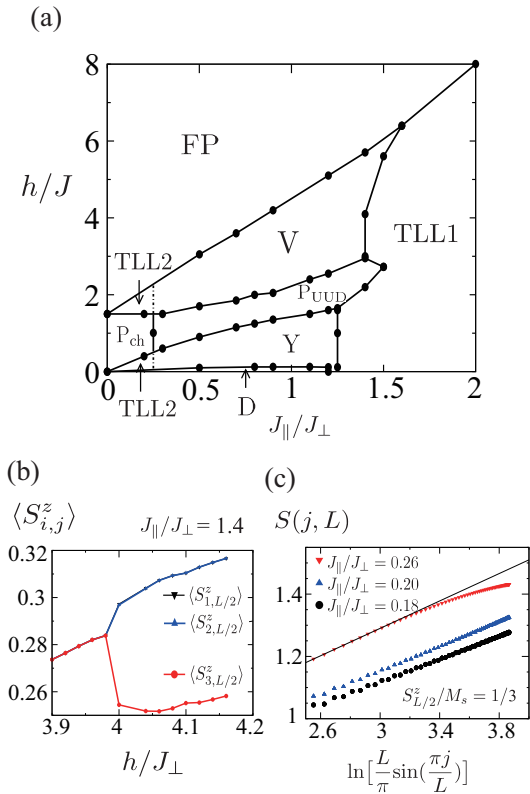 (a)
8
FP
6
h/J
4
V
TLL1
TLL2
2
P_UUD
P_ch
Y
0
0
0.5
1
1.5
2
TLL2
D
J_∥/J_⊥
(b)
(c)
⟨S^z_{i,j}⟩
J_∥/J_⊥ = 1.4
S(j, L)
0.32
0.3
0.28
0.26
⟨S^z_{1,L/2}⟩
⟨S^z_{2,L/2}⟩
⟨S^z_{3,L/2}⟩
3.9
4
4.1
4.2
h/J_⊥
J_∥/J_⊥ = 0.26
J_∥/J_⊥ = 0.20
J_∥/J_⊥ = 0.18
1.4
1.2
1
S^z_{L/2}/M_s = 1/3
2.6
3
3.4
3.8
ln[L/π sin(πj/L)]